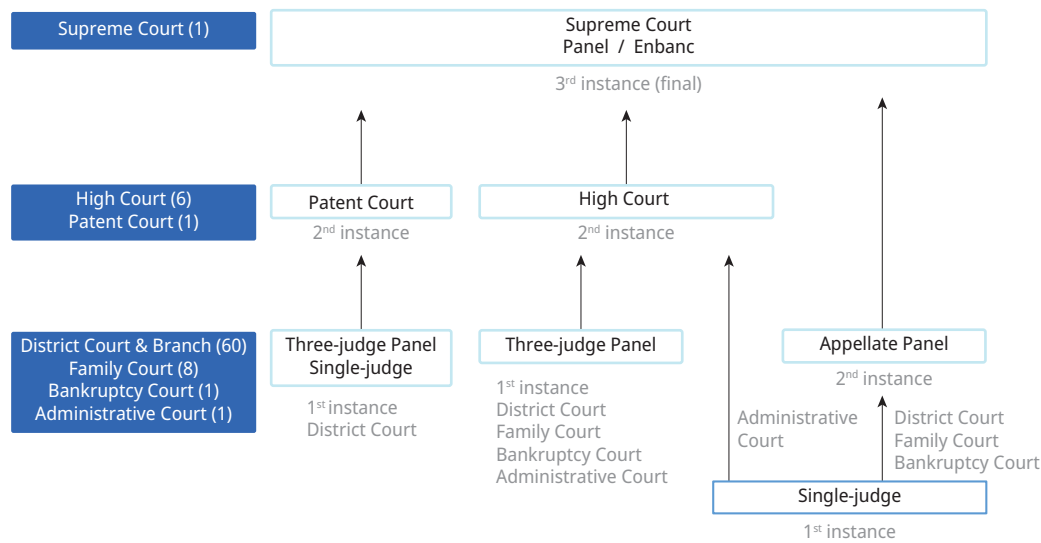 Supreme Court (1)
Supreme Court
Panel / Enbanc
3rd instance (final)
High Court (6)
Patent Court (1)
Patent Court
2nd instance
High Court
2nd instance
District Court & Branch (60)
Family Court (8)
Bankruptcy Court (1)
Administrative Court (1)
Three-judge Panel
Single-judge
1st instance
District Court
Three-judge Panel
1st instance
District Court
Family Court
Bankruptcy Court
Administrative Court
Appellate Panel
2nd instance
Administrative
Court
District Court
Family Court
Bankruptcy Court
Single-judge
1st instance